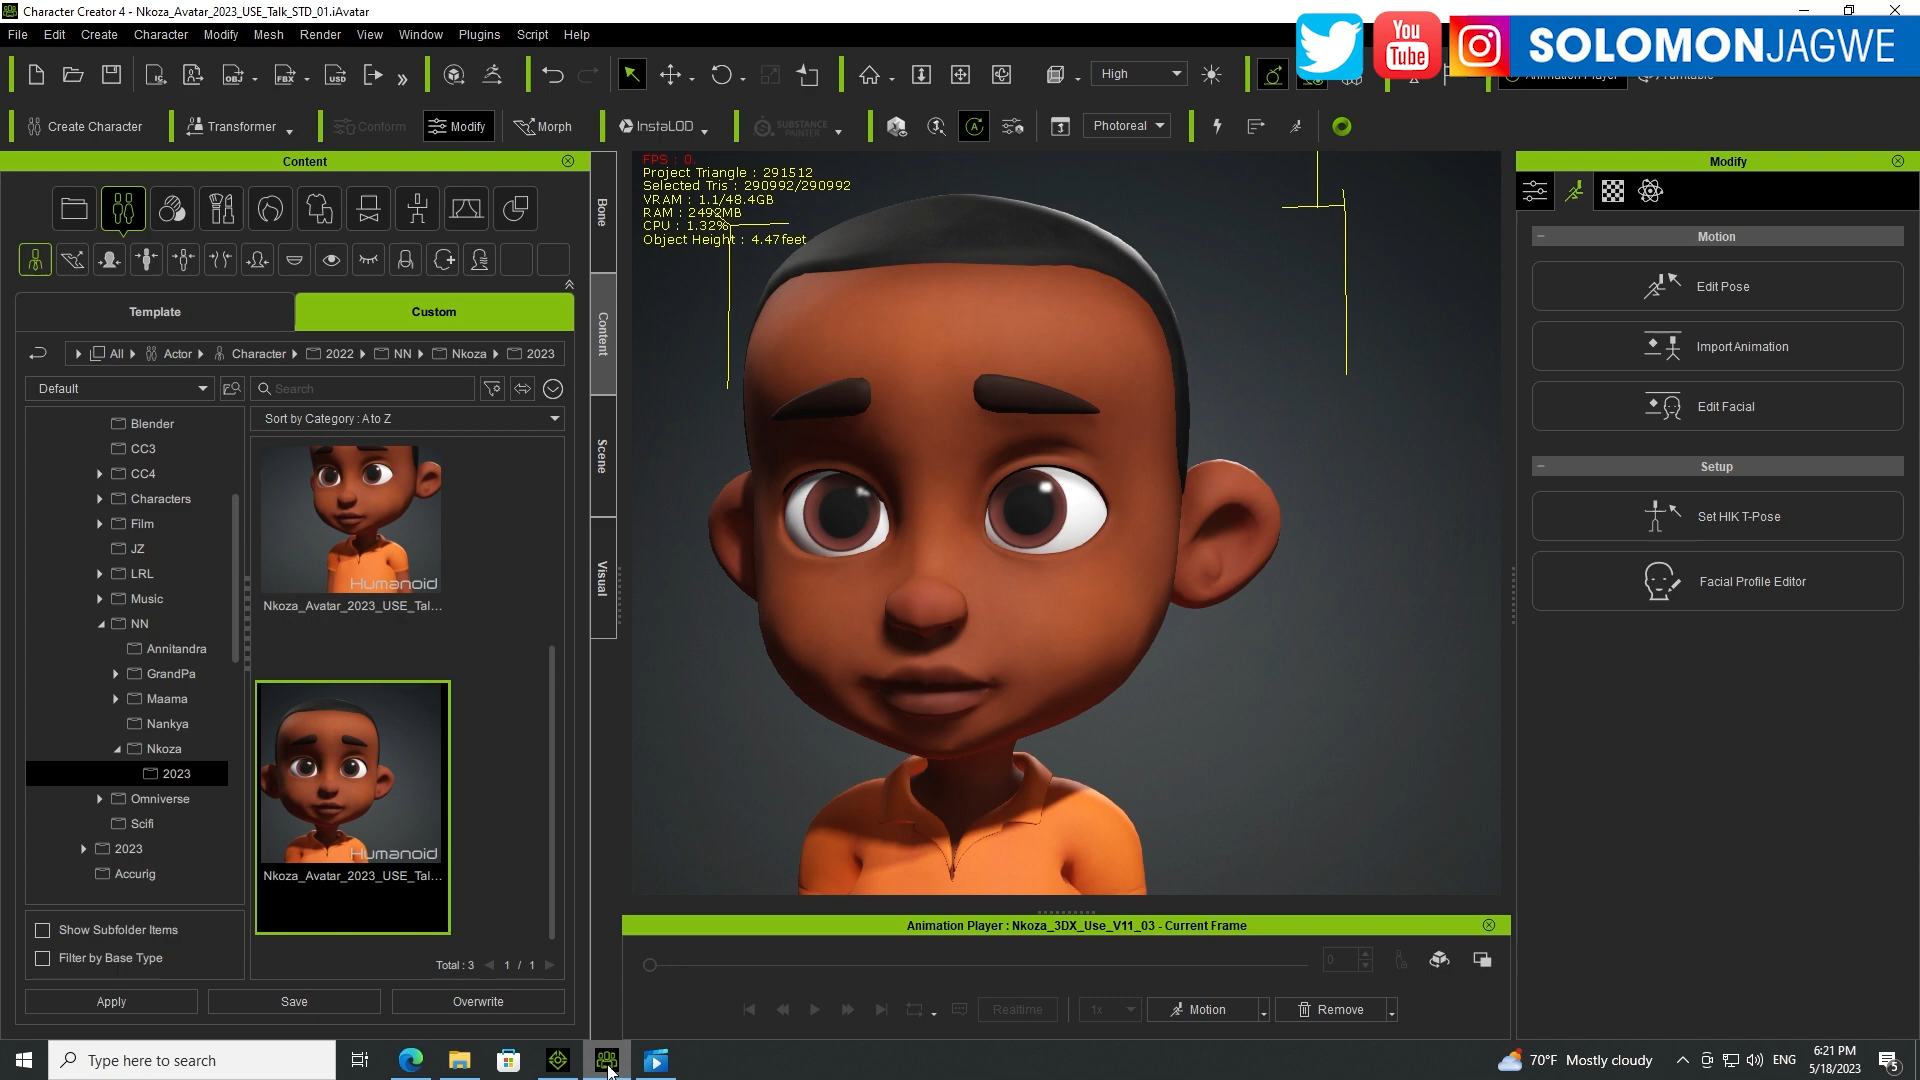 Character Creator 4 - Nkoza_Avatar_2023_USE_Talk_STD_01.iAvatar
File Edit Create Character Modify Mesh Render View Window Plugins Script Help
You Tube
SOLOMONJAGWE
High
Create Character
Transformer
Conform
Modify
Morph
InstaLOD
SUBSTANCE PAINTER
Photoreal
Content
Bone
Content
Scene
Visual
Template
Custom
All Actor Character 2022 NN Nkoza 2023
Default
Search
Sort by Category : A to Z
Blender
CC3
CC4
Characters
Film
JZ
LRL
Music
NN
Annitandra
GrandPa
Maama
Nankya
Nkoza
2023
Omniverse
Scifi
2023
Accurig
Humanoid
Nkoza_Avatar_2023_USE_Tal...
Humanoid
Nkoza_Avatar_2023_USE_Tal...
Show Subfolder Items
Filter by Base Type
Total : 3 1 / 1
Apply
Save
Overwrite
FPS : 0.
Project Triangle : 291512
Selected Tris : 290992/290992
VRAM : 1.1/48.4GB
RAM : 2492MB
CPU : 1.32%
Object Height : 4.47feet
Animation Player : Nkoza_3DX_Use_V11_03 - Current Frame
0
Realtime
1x
Motion
Remove
Modify
Motion
Edit Pose
Import Animation
Edit Facial
Setup
Set HIK T-Pose
Facial Profile Editor
Type here to search
70°F Mostly cloudy
ENG
6:21 PM
5/18/2023
5